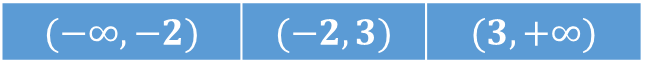 (−∞, −2) (−2, 3) (3, +∞)